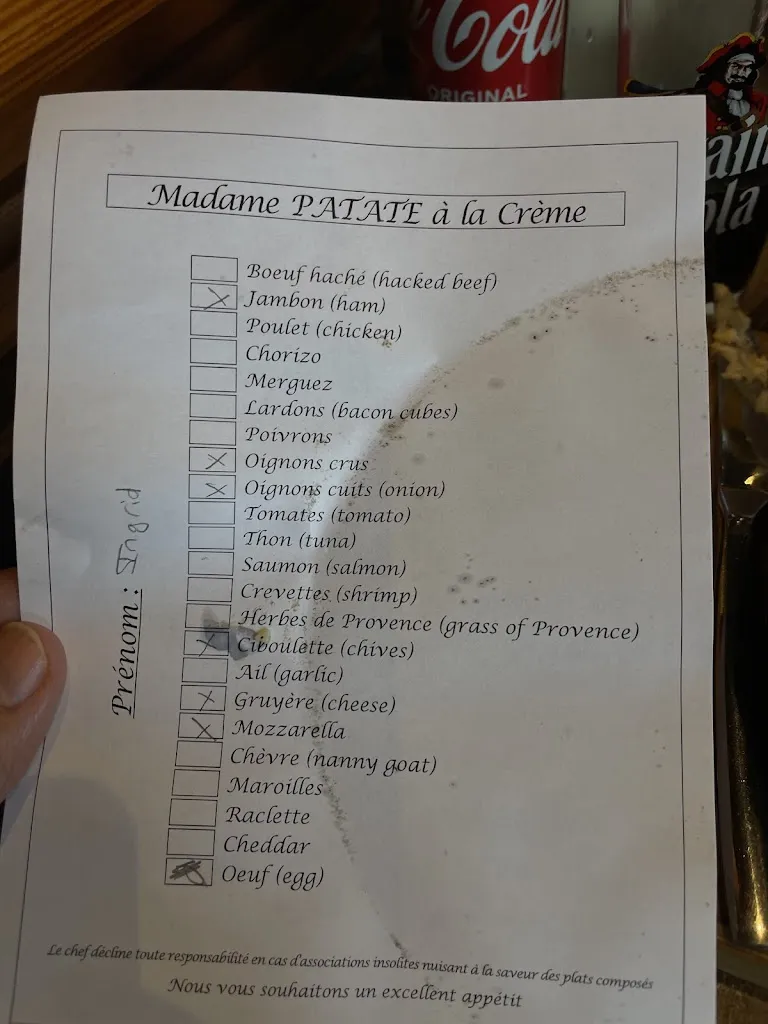 Cola
ORIGINAL
ain
ola
Madame PATATE à la Crème
Boeuf haché (hacked beef)
Jambon (ham)
Poulet (chicken)
Chorizo
Merguez
Lardons (bacon cubes)
Poivrons
Oignons crus
Oignons cuits (onion)
Tomates (tomato)
Thon (tuna)
Saumon (salmon)
Crevettes (shrimp)
Herbes de Provence (grass of Provence)
Ciboulette (chives)
Ail (garlic)
Gruyère (cheese)
Mozzarella
Chèvre (nanny goat)
Maroilles
Raclette
Cheddar
Oeuf (egg)
Prénom : Ingrid
Le chef décline toute responsabilité en cas d'associations insolites nuisant à la saveur des plats composés
Nous vous souhaitons un excellent appétit